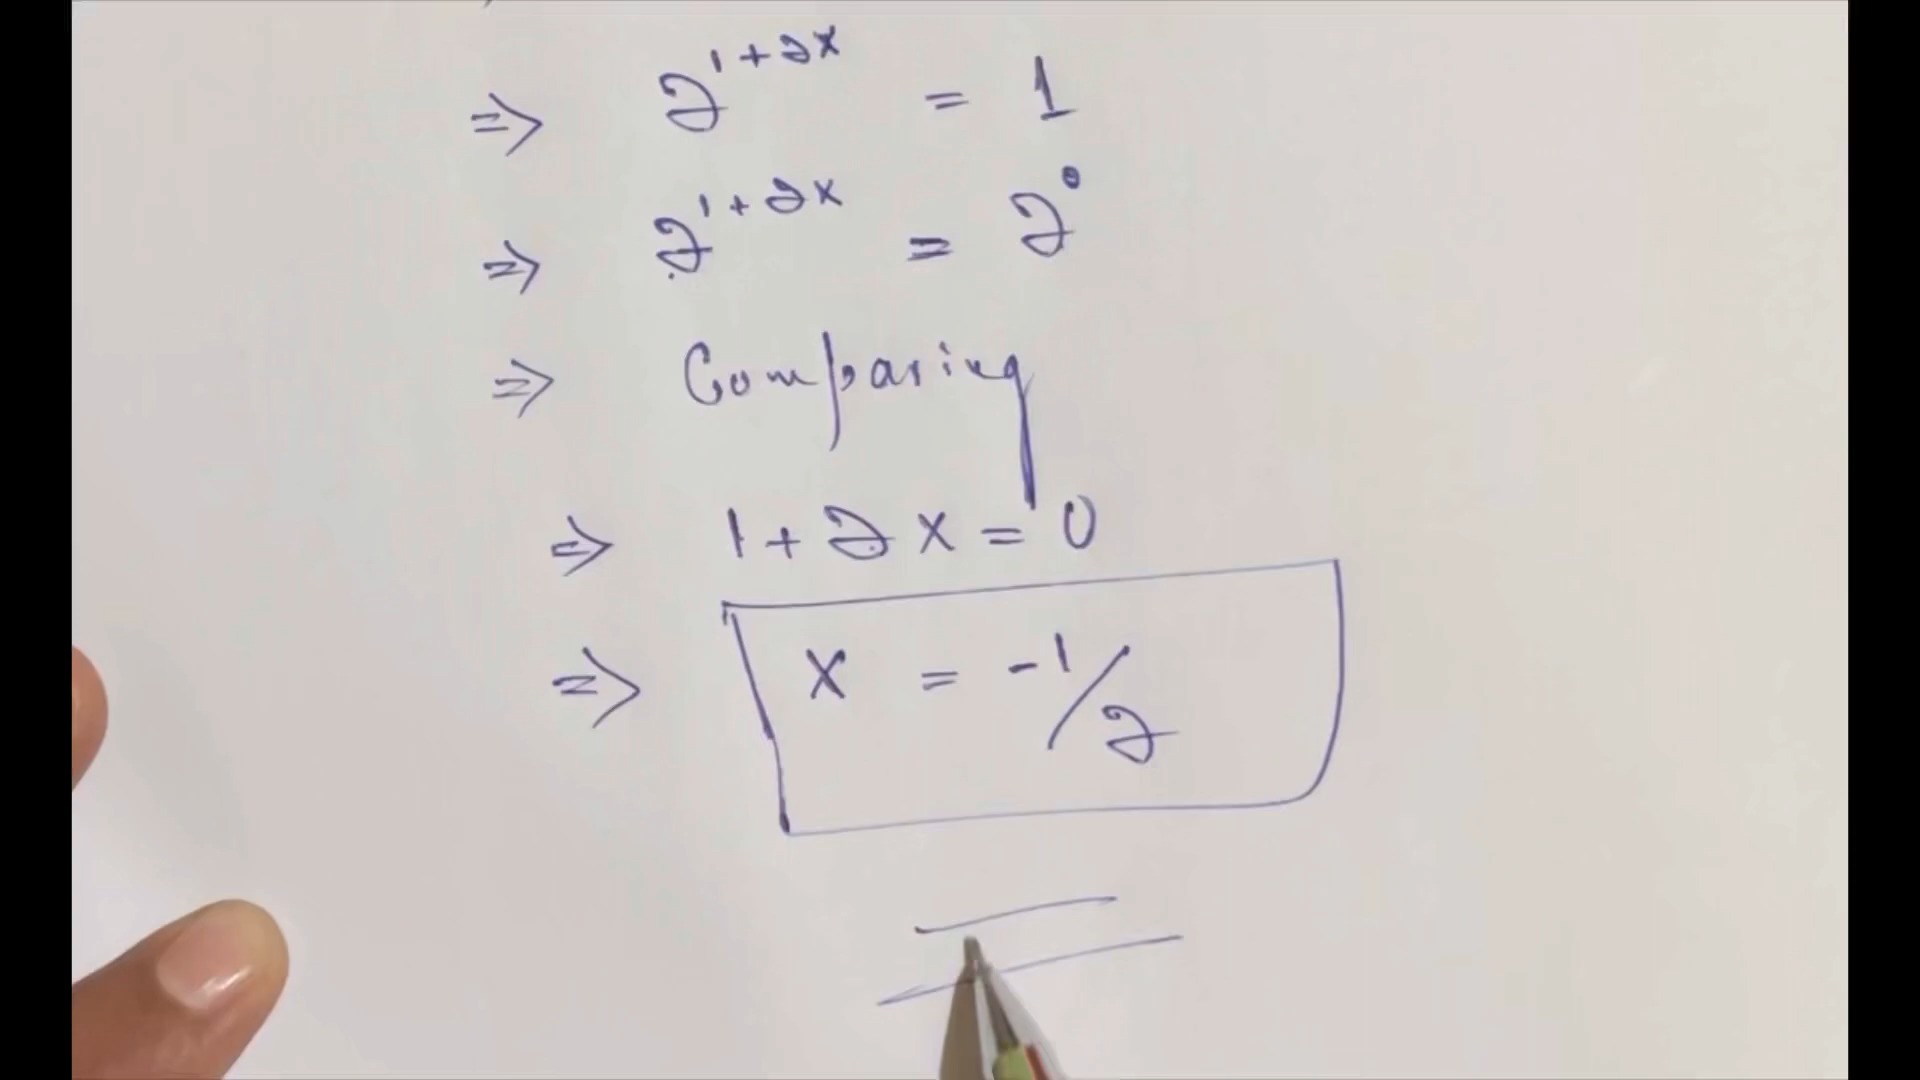 ⇒ 2^{1+2x} = 1
⇒ 2^{1+2x} = 2^0
⇒ Comparing
⇒ 1+2x=0
⇒ x = -1/2